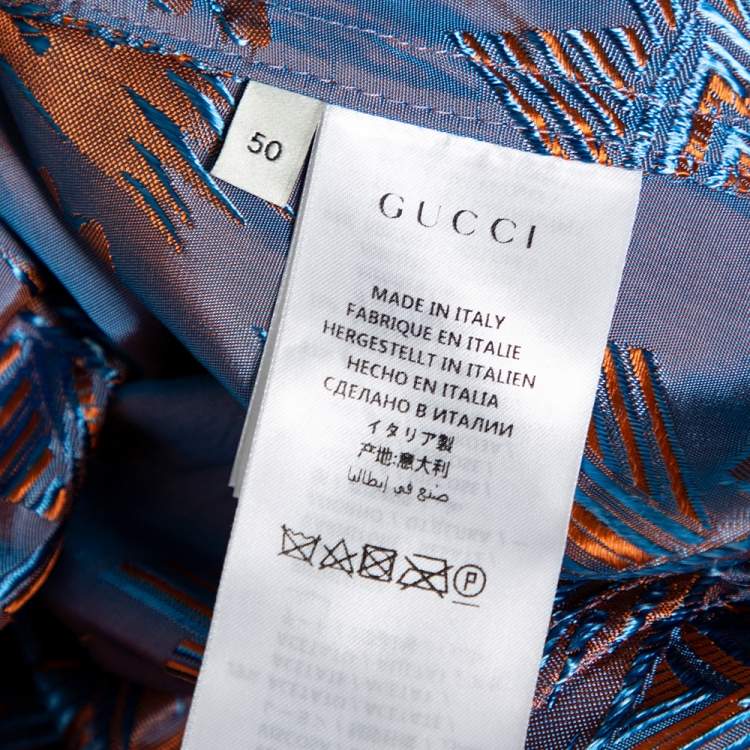 50
GUCCI
MADE IN ITALY
FABRIQUE EN ITALIE
HERGESTELLT IN ITALIEN
HECHO EN ITALIA
СДЕЛАНО В ИТАЛИИ
イタリア製
产地:意大利
صنع في إيطاليا
P